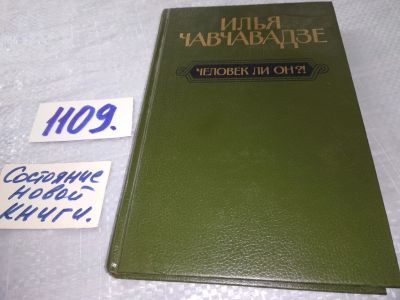 ИЛЬЯ
ЧАВЧАВАДЗЕ
ЧЕЛОВЕК ЛИ ОН?!
1109.
Состояние
новой
книги.